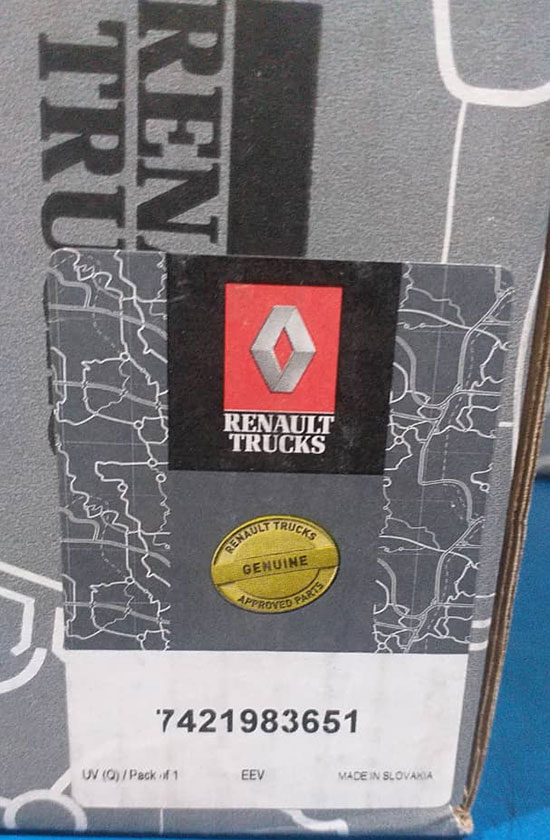 REN
TRU
RENAULT
TRUCKS
RENAULT TRUCKS
GENUINE
APPROVED PARTS
7421983651
UV (Q) / Pack of 1
EEV
MADE IN SLOVAKIA